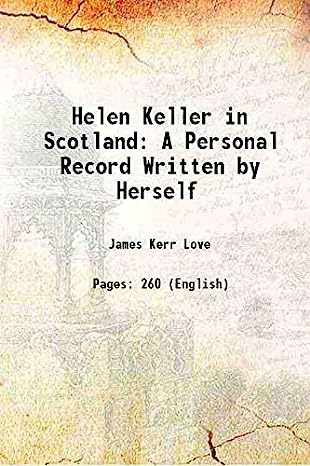 Helen Keller in
Scotland: A Personal
Record Written by
Herself
James Kerr Love
Pages: 260 (English)